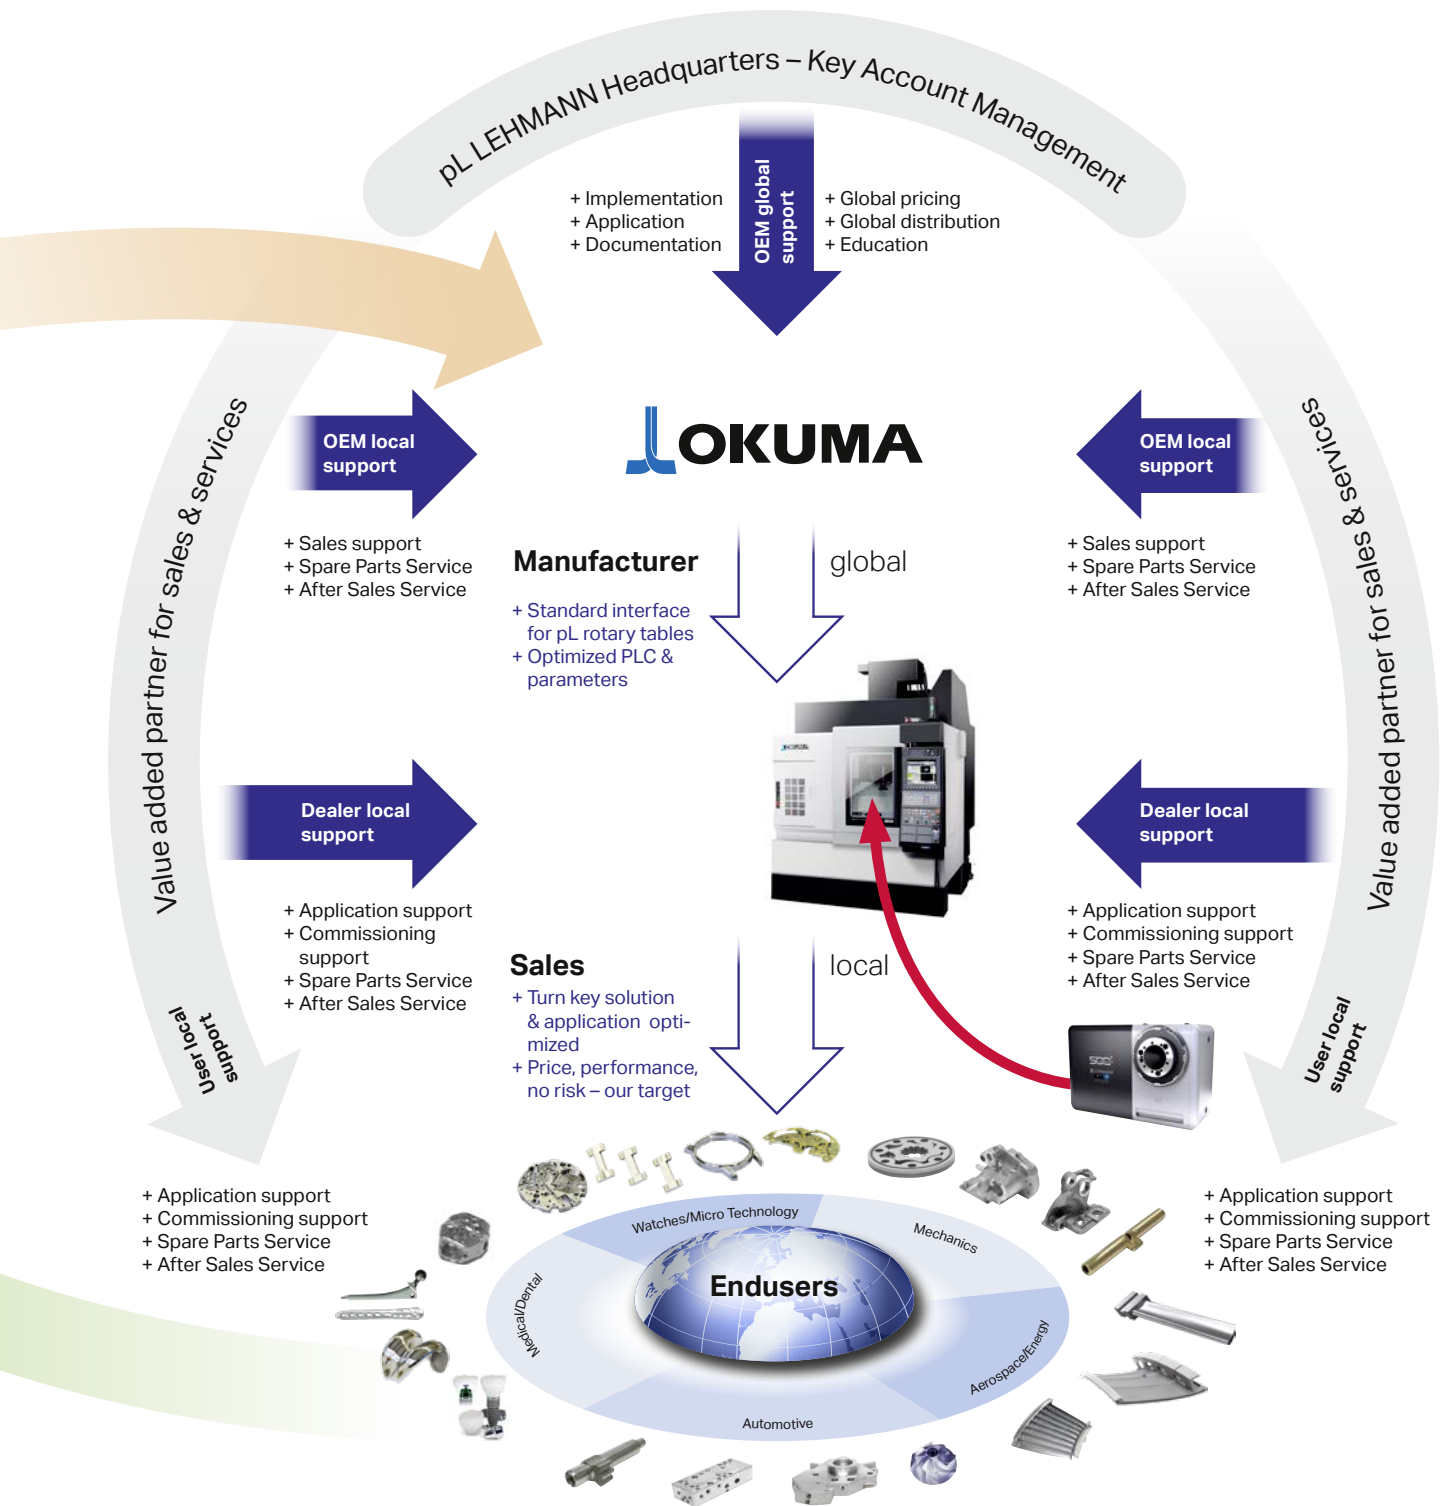 pL LEHMANN Headquarters – Key Account Management
+ Implementation
+ Application
+ Documentation
OEM global
support
+ Global pricing
+ Global distribution
+ Education
Value added partner for sales & services
OEM local
support
+ Sales support
+ Spare Parts Service
+ After Sales Service
OKUMA
OEM local
support
+ Sales support
+ Spare Parts Service
+ After Sales Service
Value added partner for sales & services
Manufacturer
global
+ Standard interface
for pL rotary tables
+ Optimized PLC &
parameters
OKUMA
Dealer local
support
+ Application support
+ Commissioning
support
+ Spare Parts Service
+ After Sales Service
Dealer local
support
+ Application support
+ Commissioning support
+ Spare Parts Service
+ After Sales Service
Sales
local
+ Turn key solution
& application opti-
mized
+ Price, performance,
no risk – our target
User local
support
User local
support
+ Application support
+ Commissioning support
+ Spare Parts Service
+ After Sales Service
+ Application support
+ Commissioning support
+ Spare Parts Service
+ After Sales Service
Watches/Micro Technology
Mechanics
Medical/Dental
Endusers
Aerospace/Energy
Automotive